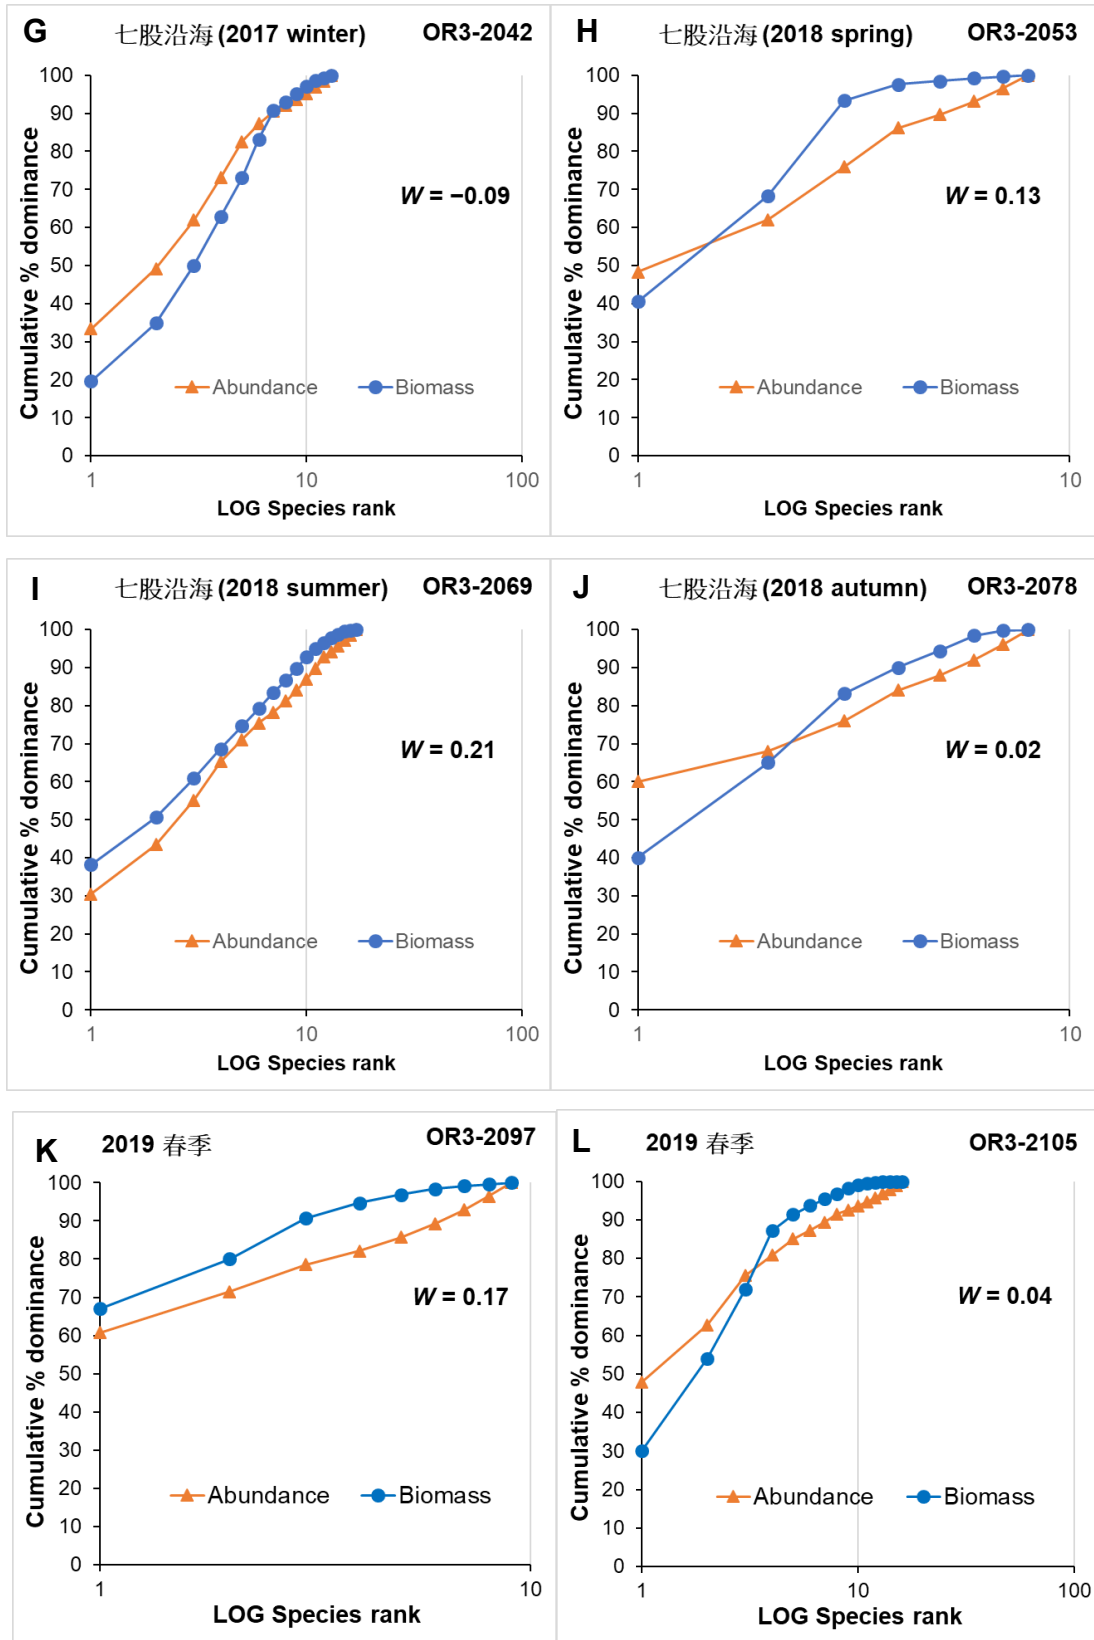 G 七股沿海 (2017 winter) OR3-2042
100
90
80
70
60
50
40
30
20
10
0
Cumulative % dominance
W = −0.09
Abundance Biomass
1 10 100
LOG Species rank
H 七股沿海 (2018 spring) OR3-2053
100
90
80
70
60
50
40
30
20
10
0
Cumulative % dominance
W = 0.13
Abundance Biomass
1 10
LOG Species rank
I 七股沿海 (2018 summer) OR3-2069
100
90
80
70
60
50
40
30
20
10
0
Cumulative % dominance
W = 0.21
Abundance Biomass
1 10 100
LOG Species rank
J 七股沿海 (2018 autumn) OR3-2078
100
90
80
70
60
50
40
30
20
10
0
Cumulative % dominance
W = 0.02
Abundance Biomass
1 10
LOG Species rank
K 2019 春季 OR3-2097
100
90
80
70
60
50
40
30
20
10
0
Cumulative % dominance
W = 0.17
Abundance Biomass
1 10
LOG Species rank
L 2019 春季 OR3-2105
100
90
80
70
60
50
40
30
20
10
0
Cumulative % dominance
W = 0.04
Abundance Biomass
1 10 100
LOG Species rank